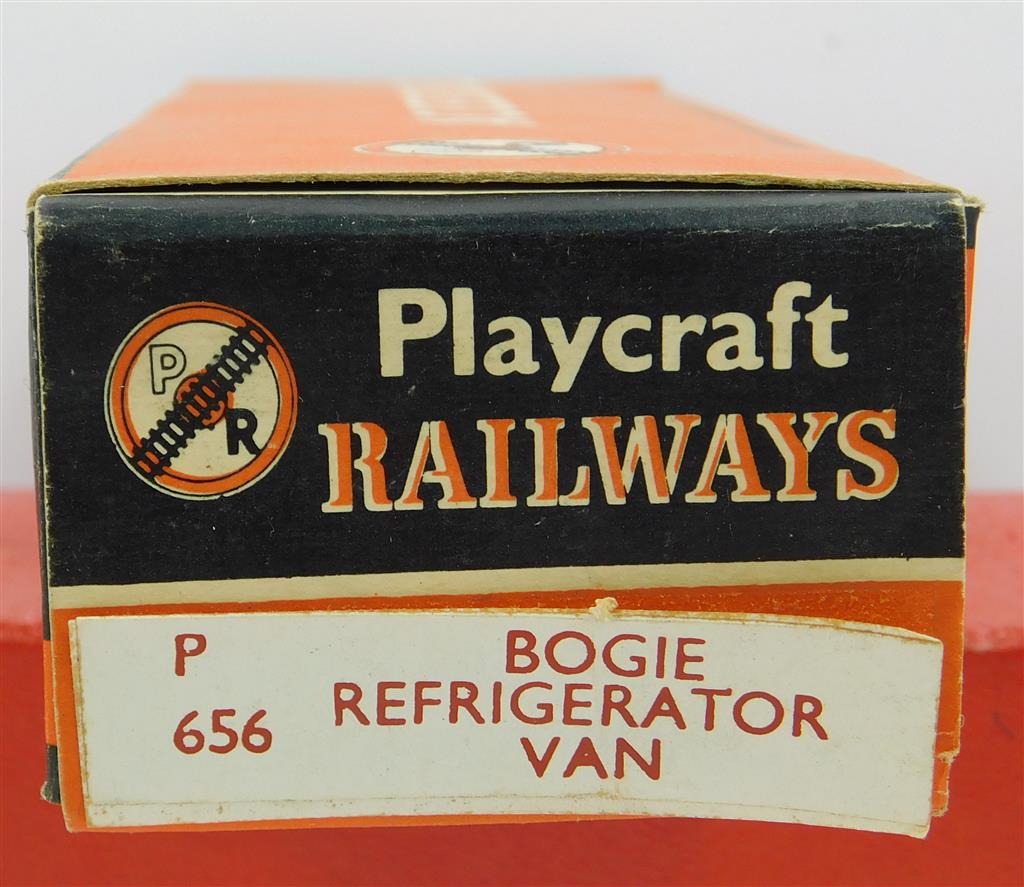 Playcraft
RAILWAYS
P
R
P
656
BOGIE
REFRIGERATOR
VAN